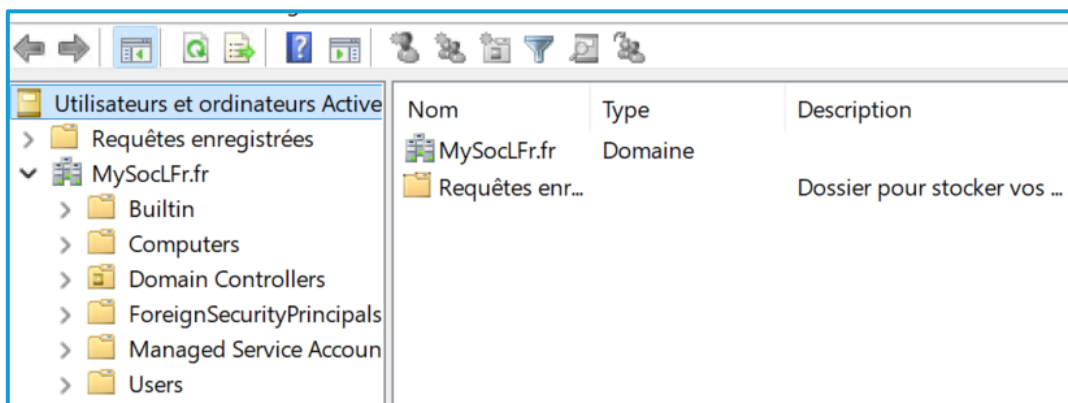 Utilisateurs et ordinateurs Active
Requêtes enregistrées
MySocLFr.fr
Builtin
Computers
Domain Controllers
ForeignSecurityPrincipals
Managed Service Accoun
Users
Nom Type Description
MySocLFr.fr Domaine
Requêtes enr... Dossier pour stocker vos ...